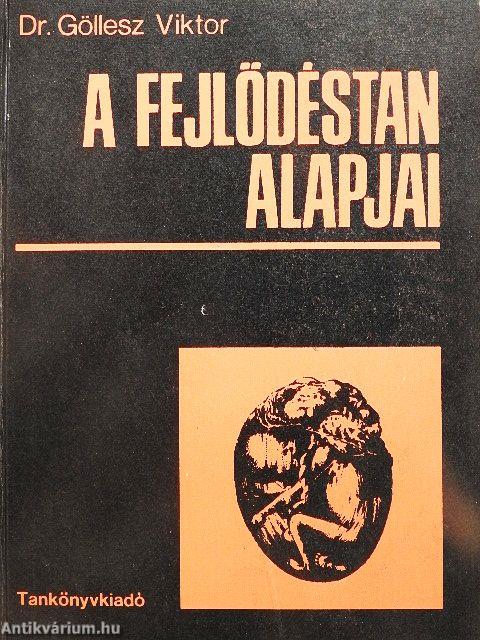 Dr. Göllesz Viktor
A FEJLŐDÉSTAN
ALAPJAI
Tankönyvkiadó
Antikvárium.hu